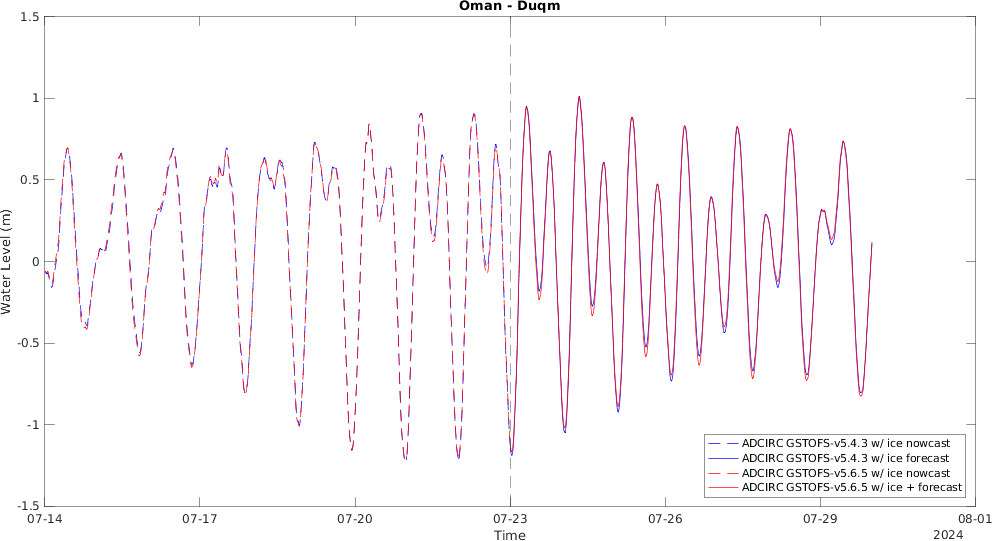 Oman - Duqm
1.5
1
0.5
0
-0.5
-1
-1.5
Water Level (m)
07-14
07-17
07-20
07-23
07-26
07-29
08-01
Time
2024
ADCIRC GSTOFS-v5.4.3 w/ ice nowcast
ADCIRC GSTOFS-v5.4.3 w/ ice forecast
ADCIRC GSTOFS-v5.6.5 w/ ice nowcast
ADCIRC GSTOFS-v5.6.5 w/ ice + forecast